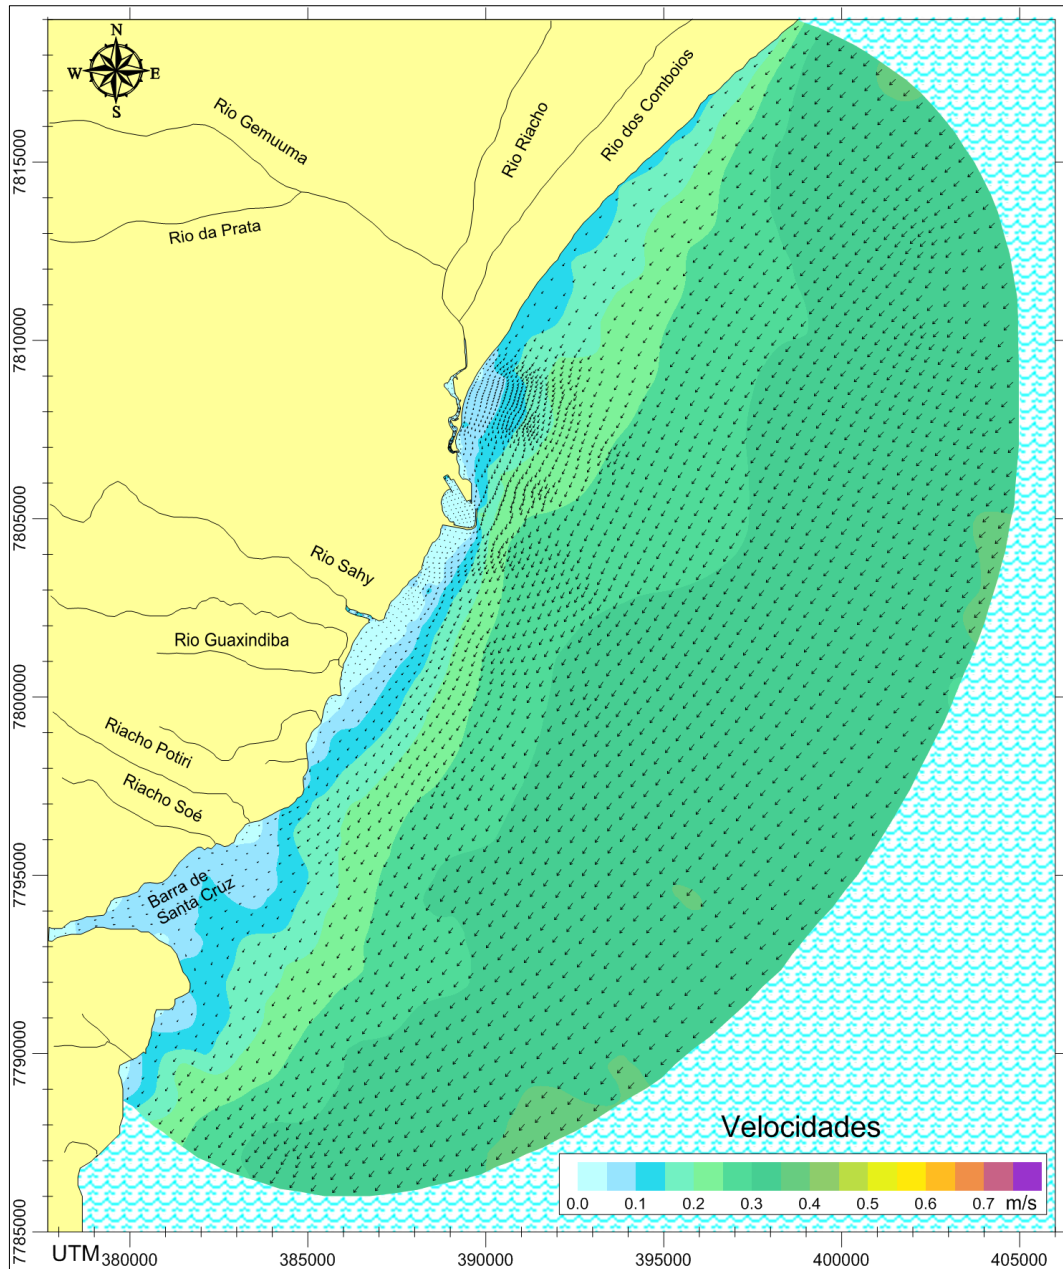 N
W E
S
Rio Gemuuma
Rio Riacho
Rio dos Comboios
Rio da Prata
Rio Sahy
Rio Guaxindiba
Riacho Potiri
Riacho Soé
Barra de
Santa Cruz
7815000
7810000
7805000
7800000
7795000
7790000
7785000
Velocidades
0.0 0.1 0.2 0.3 0.4 0.5 0.6 0.7 m/s
UTM
380000 385000 390000 395000 400000 405000